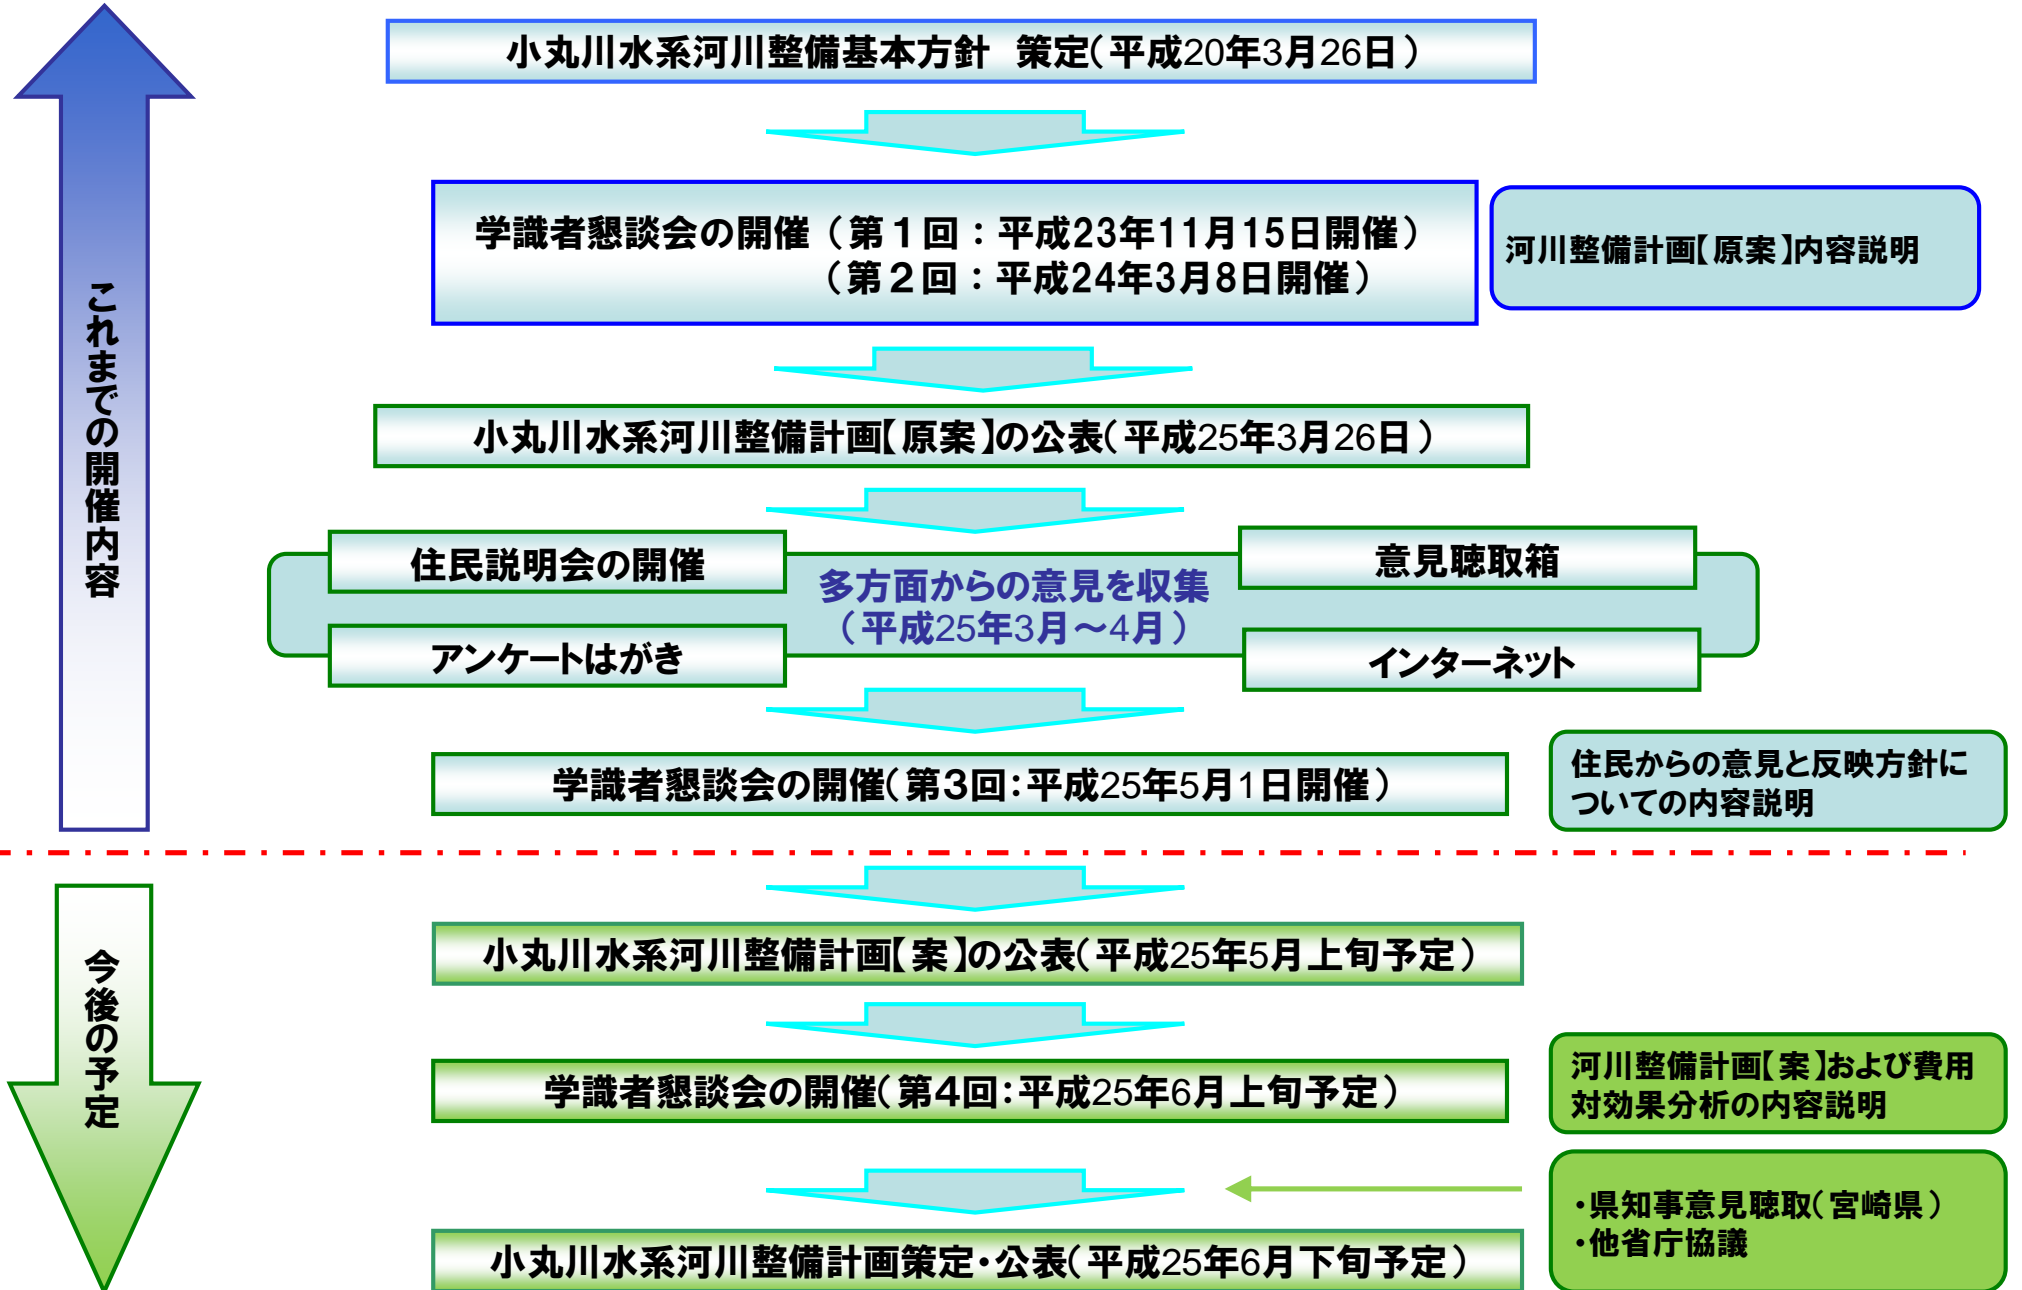 小丸川水系河川整備基本方針　策定(平成20年3月26日)
学識者懇談会の開催（第１回：平成23年11月15日開催）
（第２回：平成24年3月8日開催）
河川整備計画【原案】内容説明
これまでの開催内容
小丸川水系河川整備計画【原案】の公表(平成25年3月26日)
住民説明会の開催
意見聴取箱
多方面からの意見を収集
（平成25年3月～4月）
アンケートはがき
インターネット
学識者懇談会の開催(第3回：平成25年5月1日開催)
住民からの意見と反映方針に
ついての内容説明
今後の予定
小丸川水系河川整備計画【案】の公表(平成25年5月上旬予定)
学識者懇談会の開催(第4回：平成25年6月上旬予定)
河川整備計画【案】および費用
対効果分析の内容説明
・県知事意見聴取(宮崎県)
・他省庁協議
小丸川水系河川整備計画策定・公表(平成25年6月下旬予定)